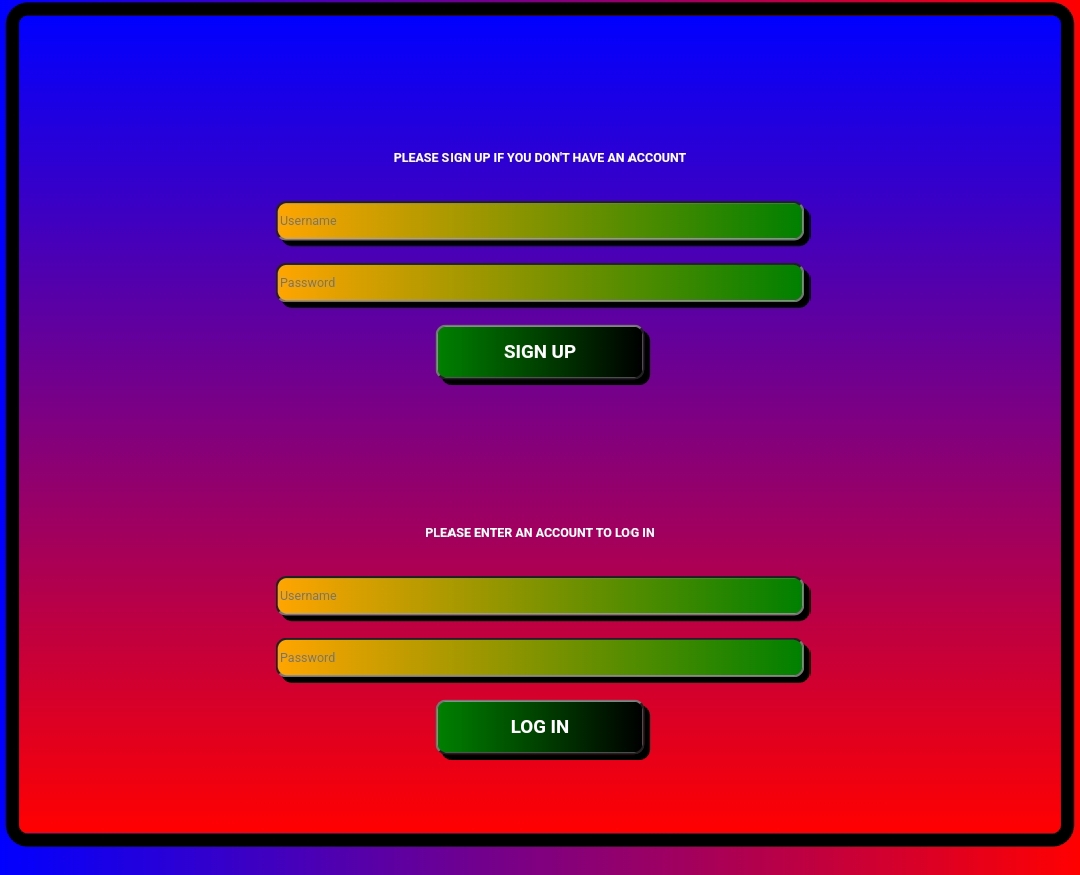 PLEASE SIGN UP IF YOU DON'T HAVE AN ACCOUNT
Username
Password
SIGN UP
PLEASE ENTER AN ACCOUNT TO LOG IN
Username
Password
LOG IN